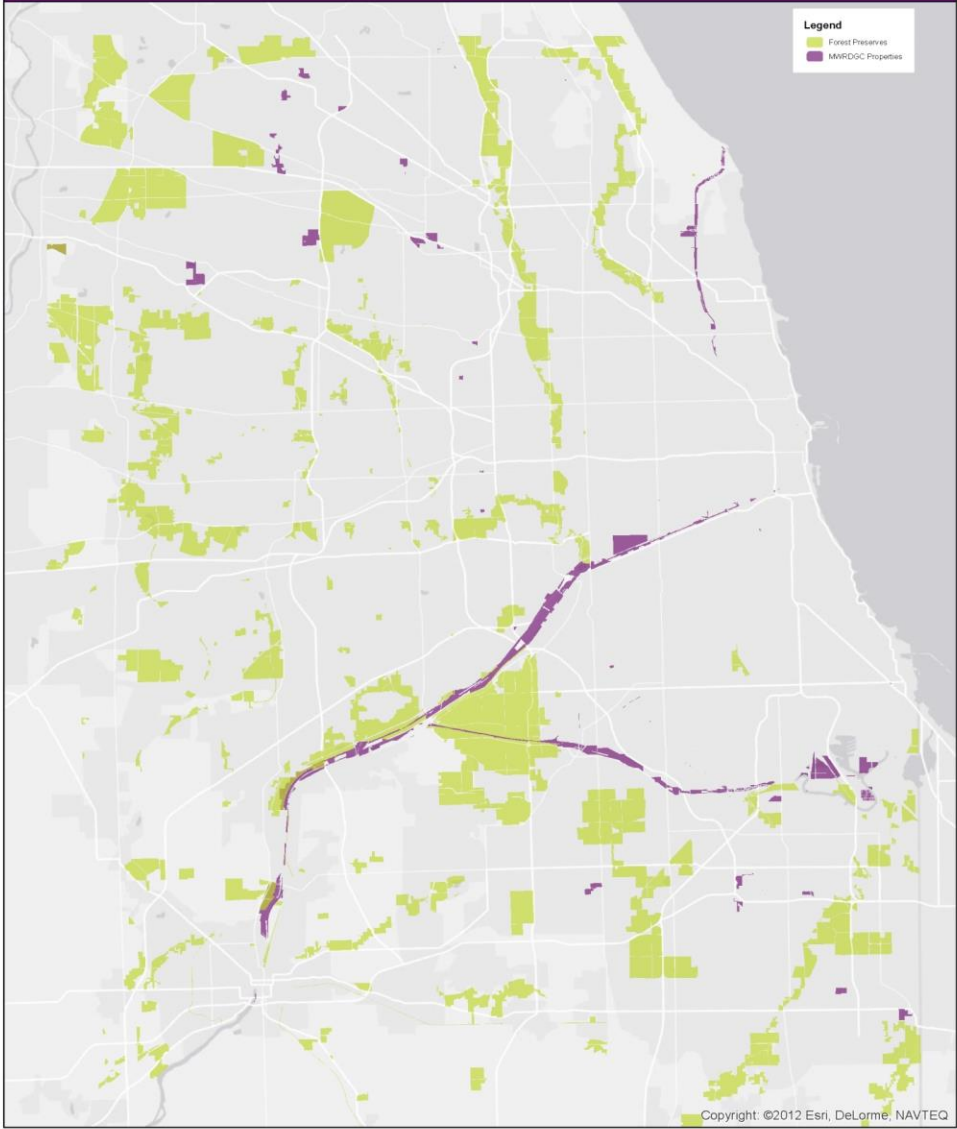 Legend
Forest Preserves
MWRDGC Properties
Copyright: ©2012 Esri, DeLorme, NAVTEQ